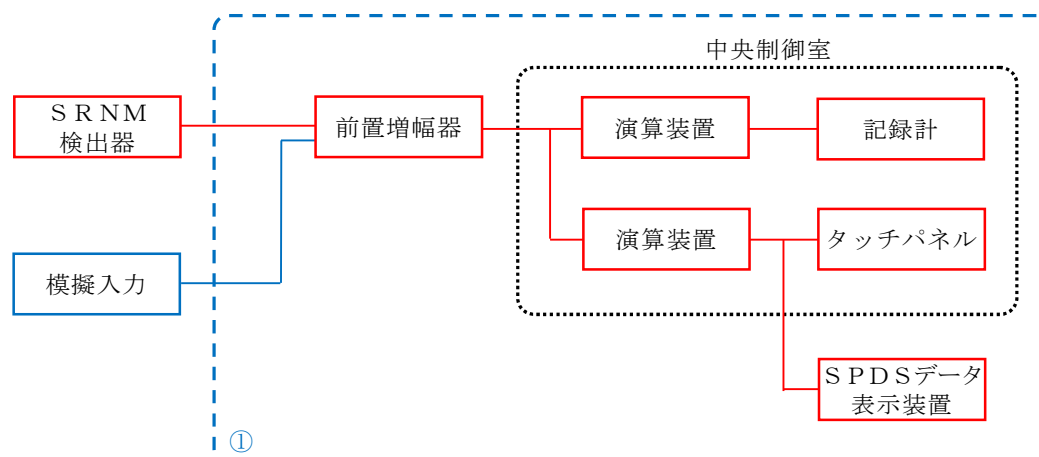 中央制御室
ＳＲＮＭ
検出器
前置増幅器
演算装置
記録計
模擬入力
演算装置
タッチパネル
ＳＰＤＳデータ
表示装置
①